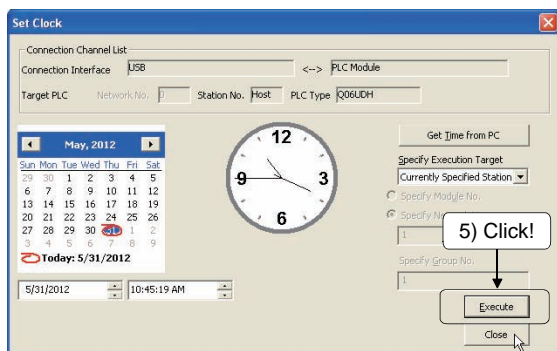 Set Clock
Connection Channel List
Connection Interface USB <--> PLC Module
Target PLC Network No. 0 Station No. Host PLC Type Q06UDH
May, 2012
Sun Mon Tue Wed Thu Fri Sat
29 30 1 2 3 4 5
6 7 8 9 10 11 12
13 14 15 16 17 18 19
20 21 22 23 24 25 26
27 28 29 30 31 1 2
3 4 5 6 7 8 9
Today: 5/31/2012
5/31/2012 10:45:19 AM
12
9 3
6
Get Time from PC
Specify Execution Target
Currently Specified Station
Specify Module No.
Specify
1
5) Click!
Specify Group No.
1
Execute
Close